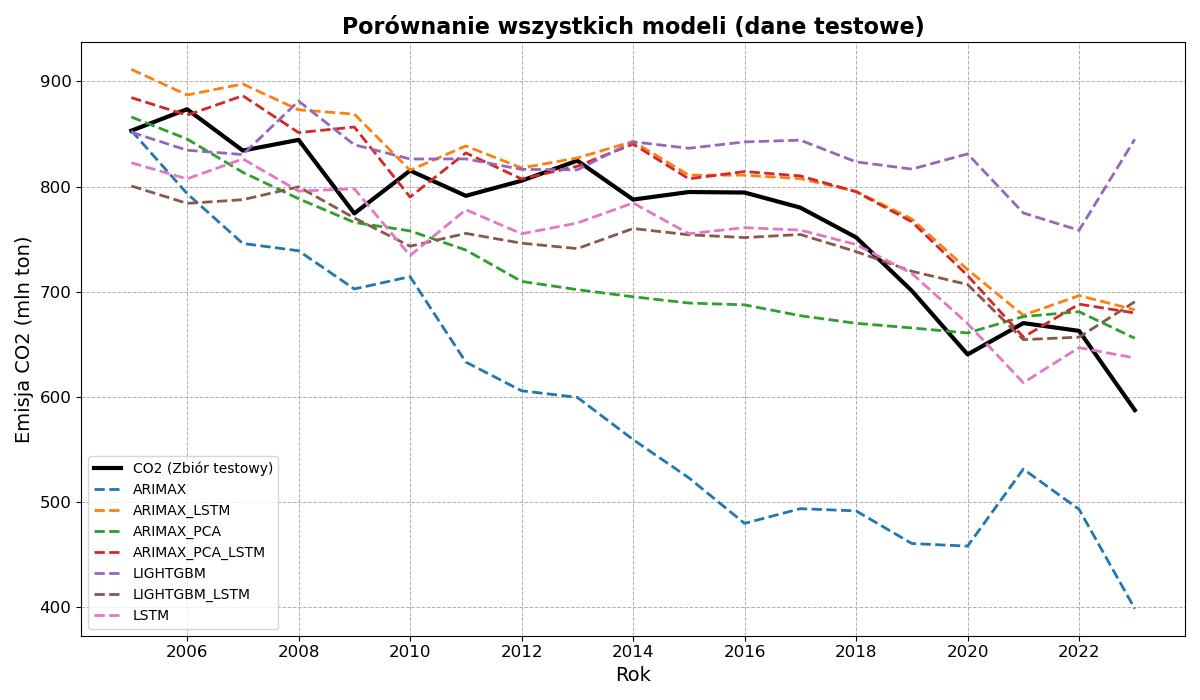 Porównanie wszystkich modeli (dane testowe)
Emisja CO2 (mln ton)
900
800
700
600
500
400
CO2 (Zbiór testowy)
ARIMAX
ARIMAX_LSTM
ARIMAX_PCA
ARIMAX_PCA_LSTM
LIGHTGBM
LIGHTGBM_LSTM
LSTM
2006 2008 2010 2012 2014 2016 2018 2020 2022
Rok